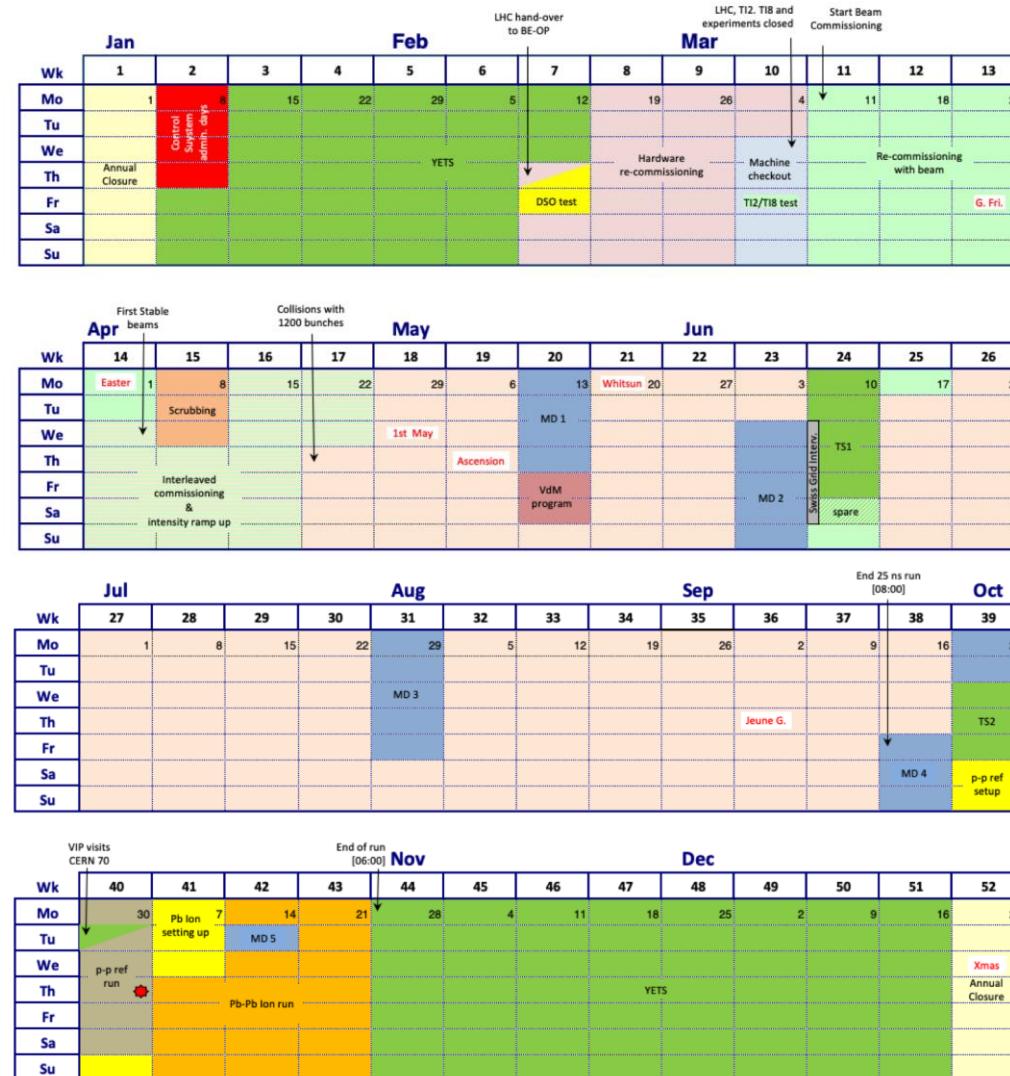 LHC hand-over
to BE-OP
LHC, TI2. TI8 and
experiments closed
Start Beam
Commissioning
Jan Feb Mar
Wk 1 2 3 4 5 6 7 8 9 10 11 12 13
Mo 1 8 15 22 29 5 12 19 26 4 11 18
Tu
We
Th
Fr
Sa
Su
Annual
Closure
Control
Suystem
admin. days
YETS
DSO test
Hardware
re-commissioning
Machine
checkout
TI2/TI8 test
Re-commissioning
with beam
G. Fri.
First Stable
beams
Collisions with
1200 bunches
Apr May Jun
Wk 14 15 16 17 18 19 20 21 22 23 24 25 26
Mo Easter 1 8 15 22 29 6 13 Whitsun 20 27 3 10 17
Tu
We
Th
Fr
Sa
Su
Scrubbing
Interleaved
commissioning
&
intensity ramp up
1st May
Ascension
MD 1
VdM
program
MD 2
Swiss Grid Interv.
TS1
spare
End 25 ns run
[08:00]
Jul Aug Sep Oct
Wk 27 28 29 30 31 32 33 34 35 36 37 38 39
Mo 1 8 15 22 29 5 12 19 26 2 9 16
Tu
We
Th
Fr
Sa
Su
MD 3
Jeune G.
MD 4
TS2
p-p ref
setup
VIP visits
CERN 70
End of run
[06:00]
Nov Dec
Wk 40 41 42 43 44 45 46 47 48 49 50 51 52
Mo 30 7 14 21 28 4 11 18 25 2 9 16
Tu
We
Th
Fr
Sa
Su
p-p ref
run
Pb Ion
setting up
MD 5
Pb-Pb Ion run
YETS
Xmas
Annual
Closure